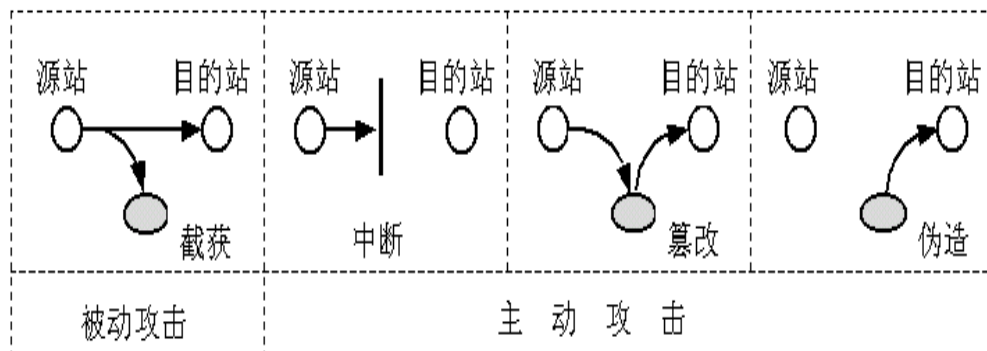 源站 目的站 源站 目的站 源站 目的站 源站 目的站
截获 中断 篡改 伪造
被动攻击 主动攻击